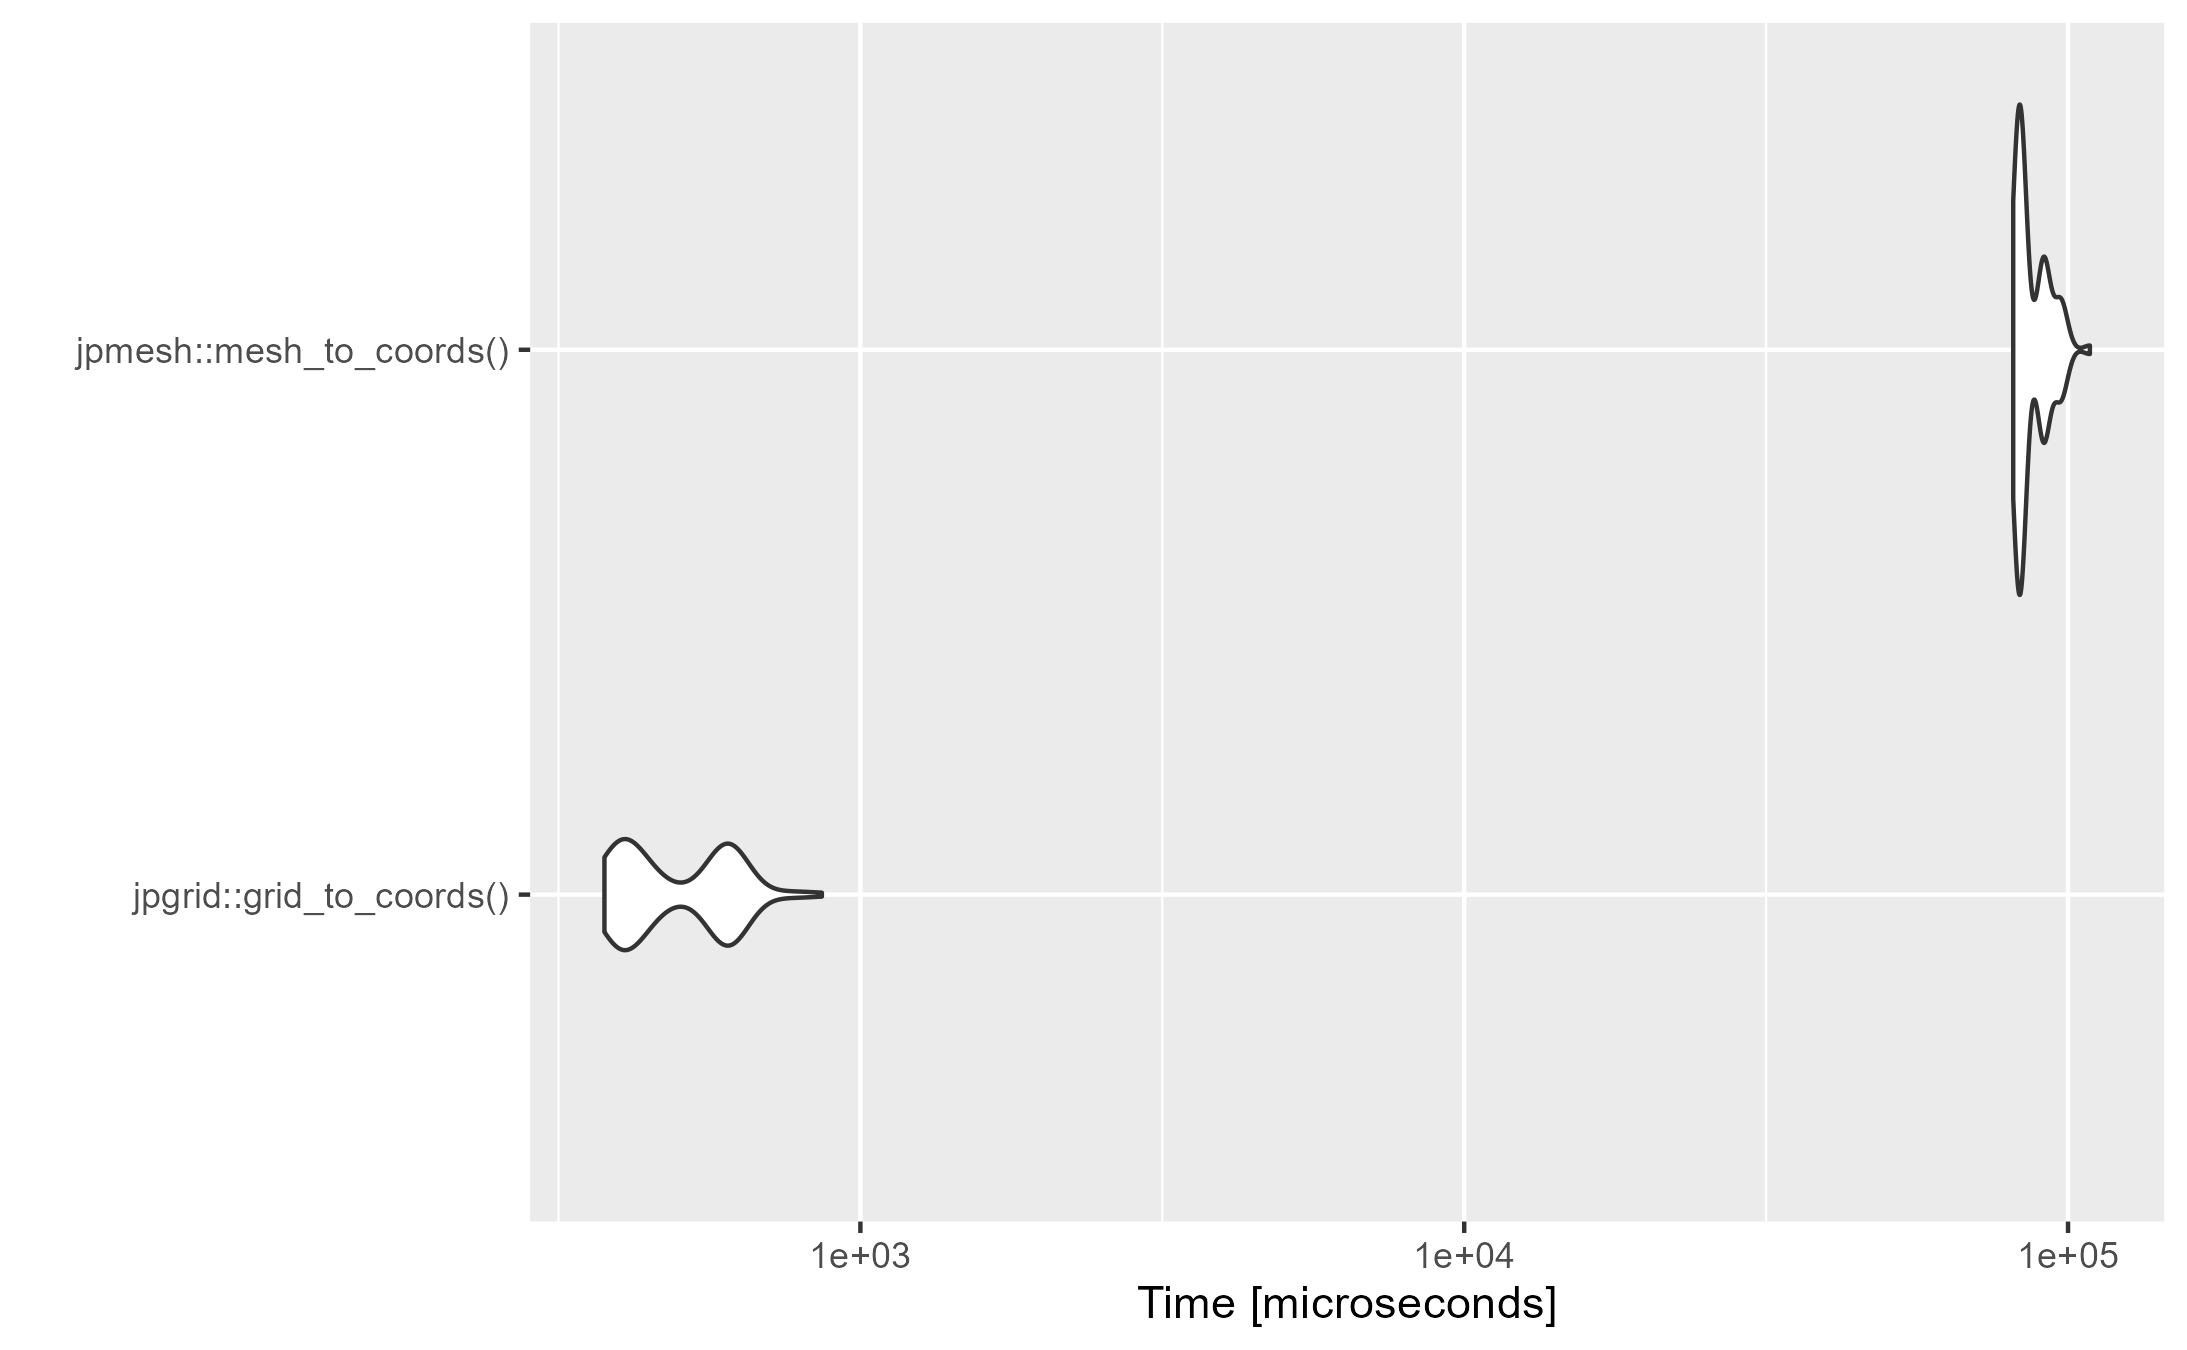 jpmesh::mesh_to_coords()
jpgrid::grid_to_coords()
1e+03
1e+04
1e+05
Time [microseconds]